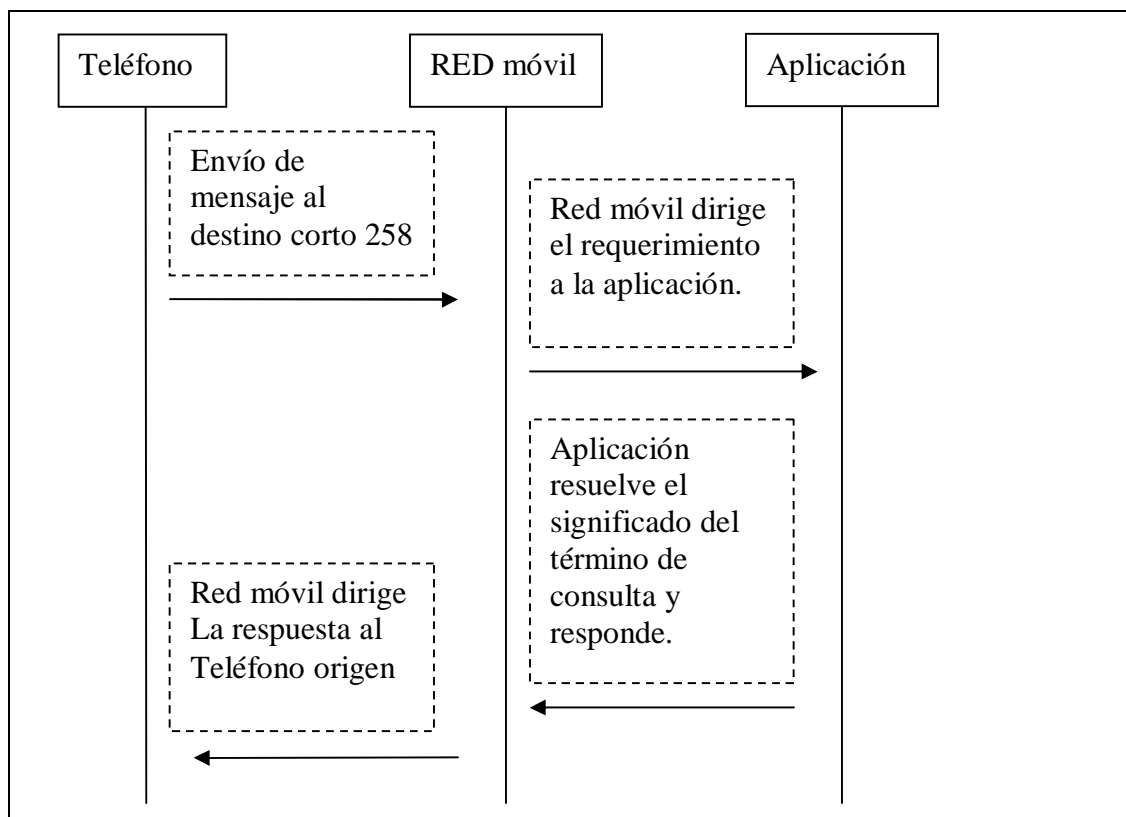 Teléfono
RED móvil
Aplicación
Envío de
mensaje al
destino corto 258
Red móvil dirige
el requerimiento
a la aplicación.
Aplicación
resuelve el
significado del
término de
consulta y
responde.
Red móvil dirige
La respuesta al
Teléfono origen